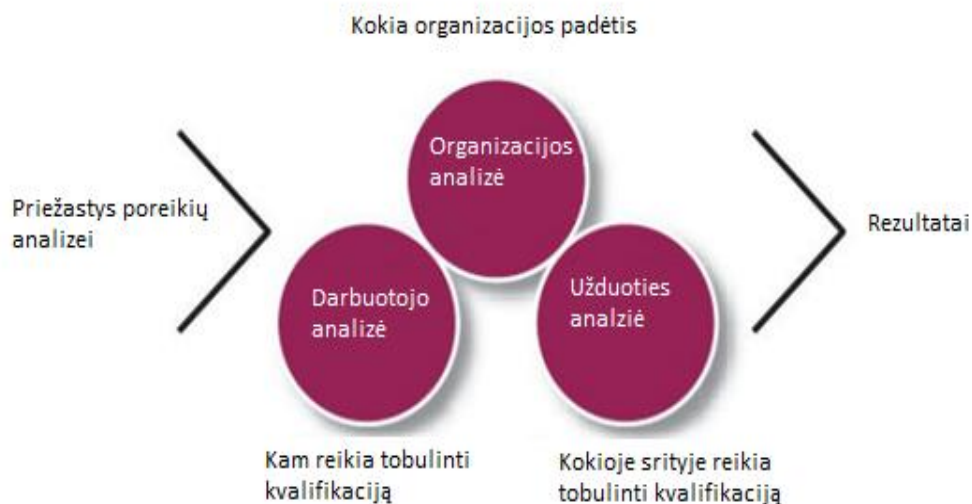 Kokia organizacijos padėtis
Organizacijos
analizė
Priežastys poreikių
analizei
Rezultatai
Darbuotojo
analizė
Užduoties
analziė
Kam reikia tobulinti
kvalifikaciją
Kokioje srityje reikia
tobulinti kvalifikaciją